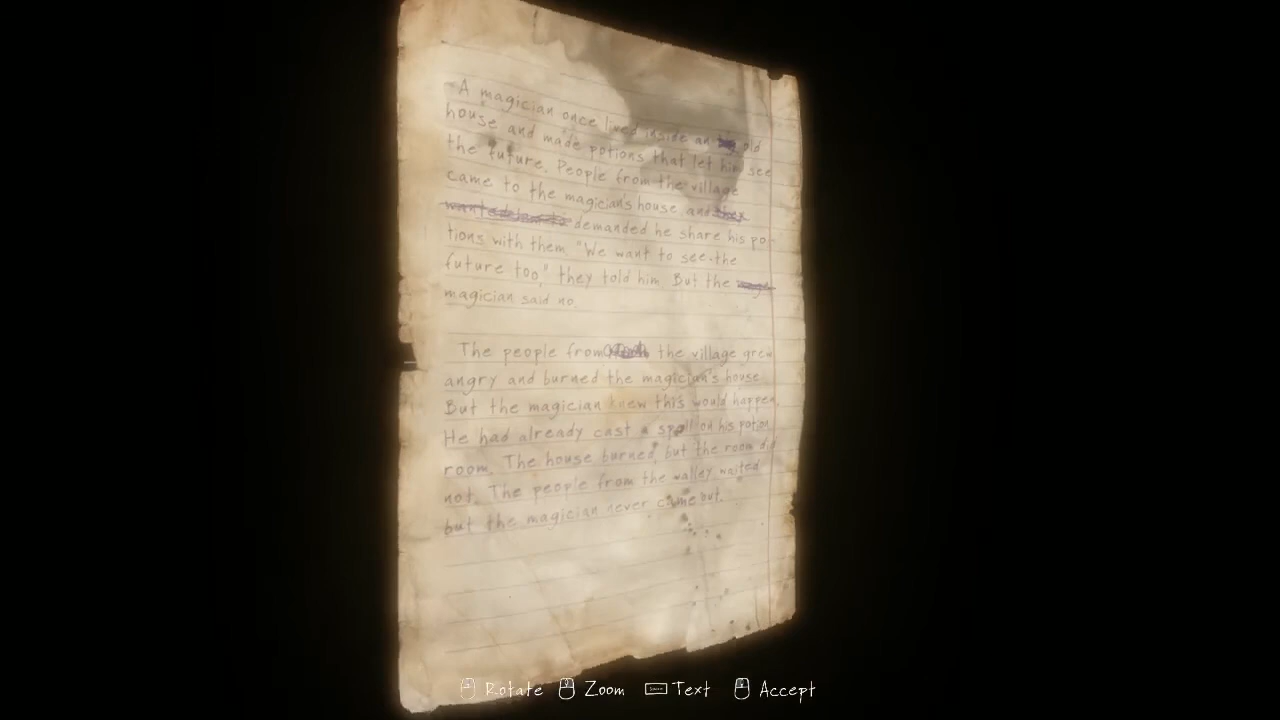 A magician once lived inside an old
house and made potions that let him see
the future. People from the village
came to the magician's house and
demanded he share his po-
tions with them. "We want to see the
future too," they told him. But the
magician said no.
The people from the village grew
angry and burned the magician's house.
But the magician knew this would happen.
He had already cast a spell on his potion
room. The house burned, but the room did
not. The people from the valley waited
but the magician never came out.
Rotate Zoom Text Accept